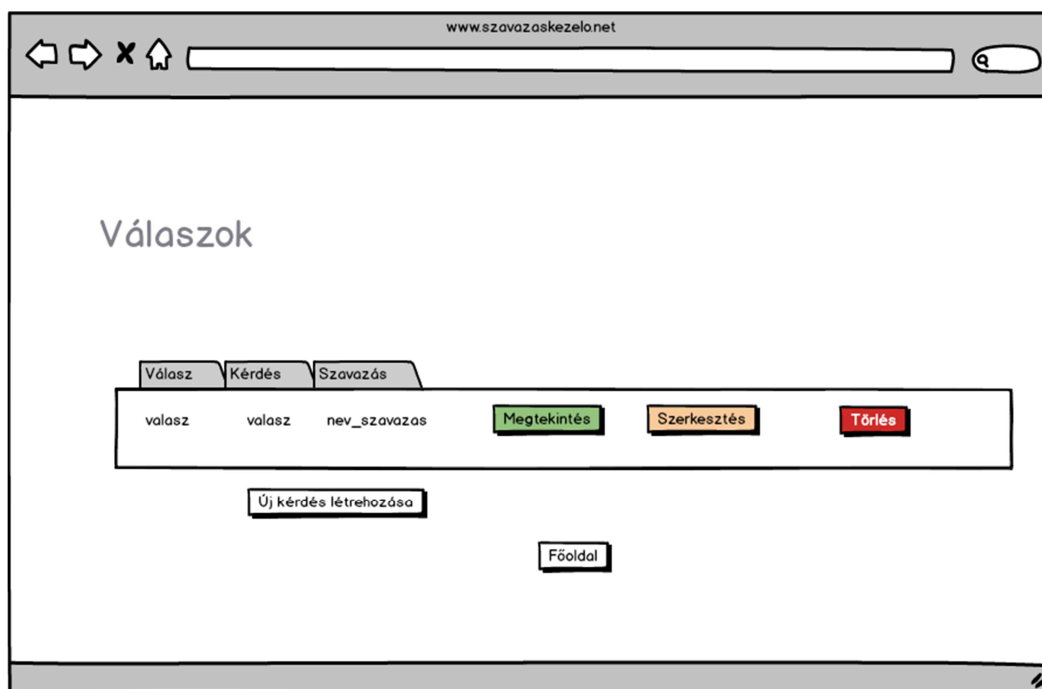 www.szavazaskezelo.net
Válaszok
Válasz Kérdés Szavazás
valasz valasz nev_szavazas Megtekintés Szerkesztés Törlés
Új kérdés létrehozása
Főoldal